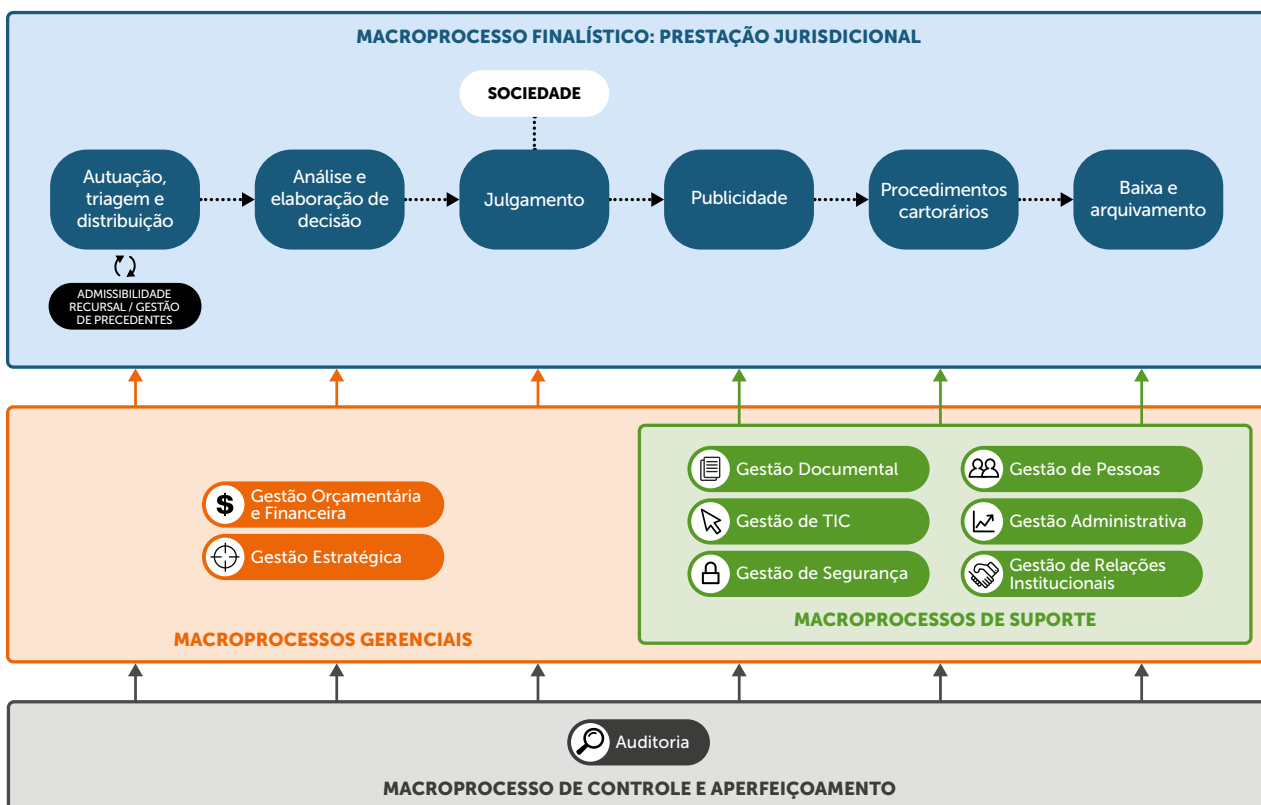 MACROPROCESSO FINALÍSTICO: PRESTAÇÃO JURISDICIONAL
SOCIEDADE
Autuação,
triagem e
distribuição
Análise e
elaboração de
decisão
Julgamento
Publicidade
Procedimentos
cartorários
Baixa e
arquivamento
ADMISSIBILIDADE
RECURSAL / GESTÃO
DE PRECEDENTES
$ Gestão Orçamentária
e Financeira
Gestão Estratégica
MACROPROCESSOS GERENCIAIS
Gestão Documental
Gestão de TIC
Gestão de Segurança
Gestão de Pessoas
Gestão Administrativa
Gestão de Relações
Institucionais
MACROPROCESSOS DE SUPORTE
Auditoria
MACROPROCESSO DE CONTROLE E APERFEIÇOAMENTO